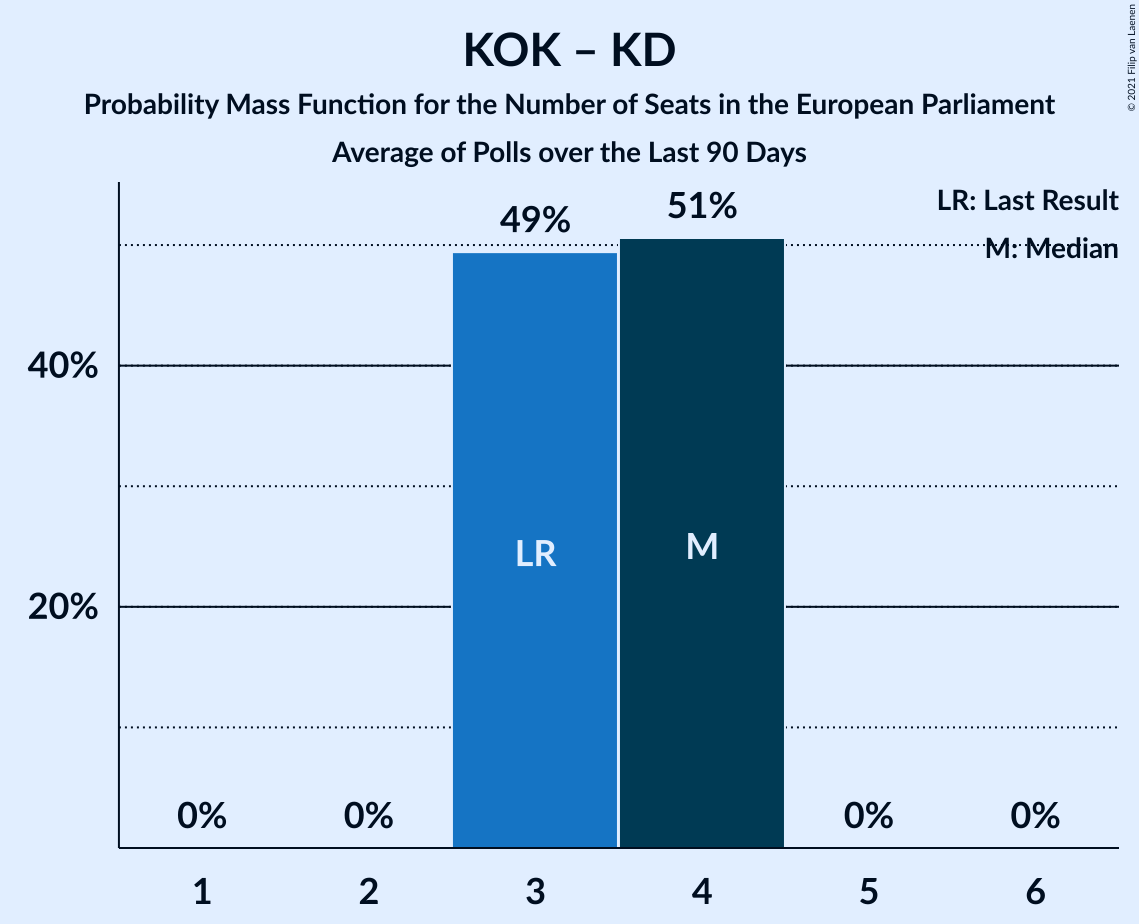 KOK – KD
Probability Mass Function for the Number of Seats in the European Parliament
Average of Polls over the Last 90 Days
© 2021 Filip van Laenen
LR: Last Result
M: Median
49%
51%
40%
20%
LR
M
0%
0%
0%
0%
1
2
3
4
5
6